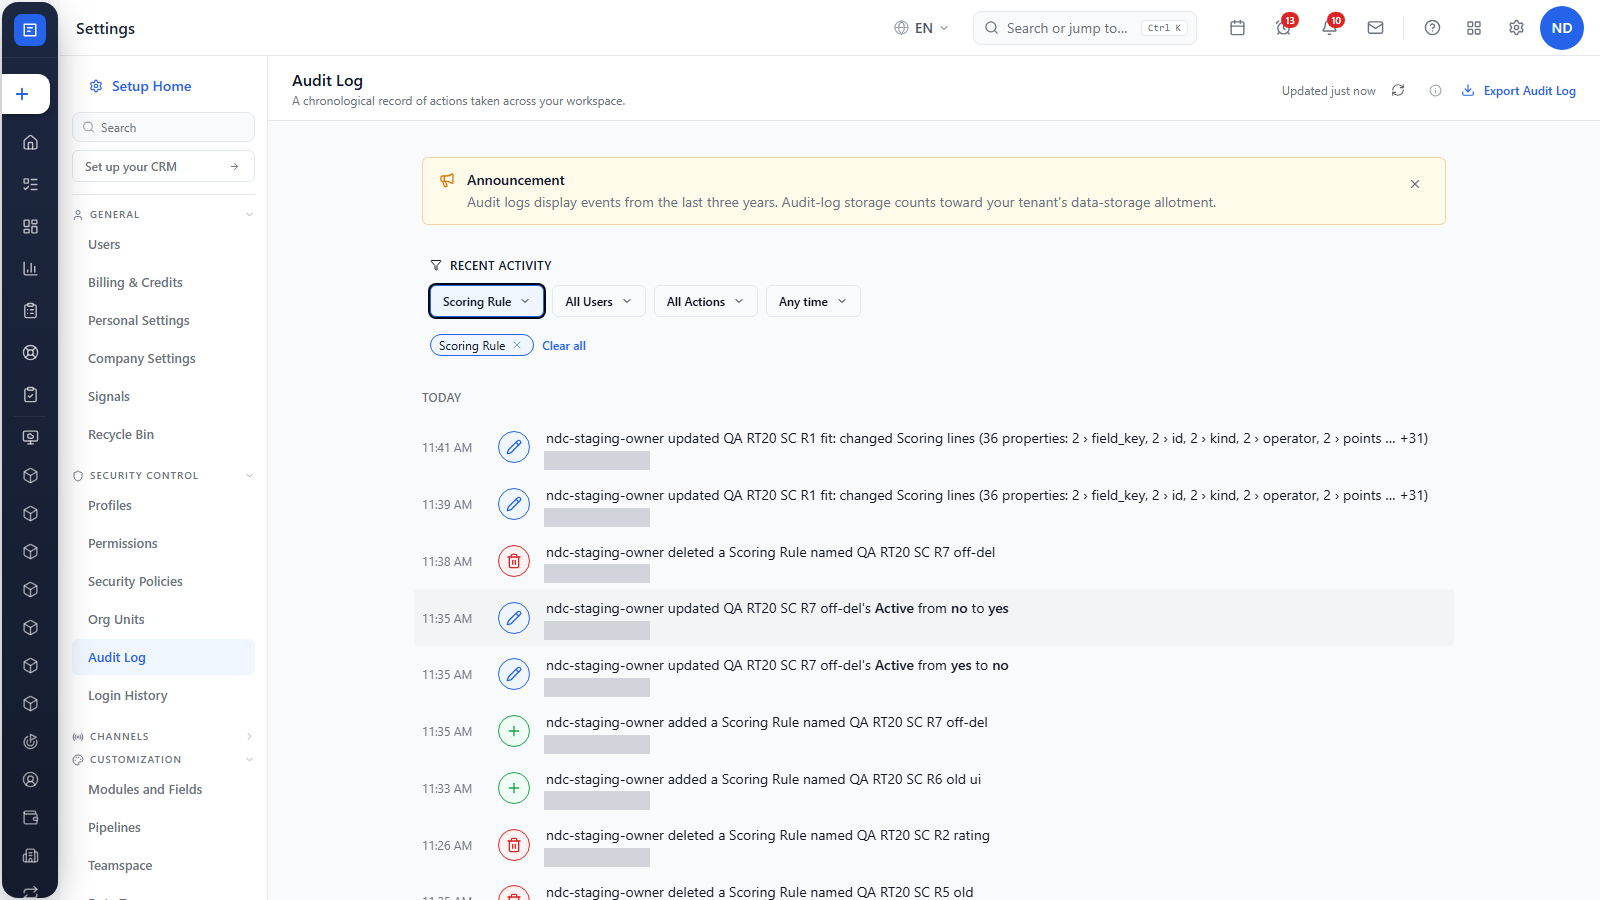 Settings
EN
Search or jump to...
Ctrl K
13
10
ND
Setup Home
Search
Set up your CRM
GENERAL
Users
Billing & Credits
Personal Settings
Company Settings
Signals
Recycle Bin
SECURITY CONTROL
Profiles
Permissions
Security Policies
Org Units
Audit Log
Login History
CHANNELS
CUSTOMIZATION
Modules and Fields
Pipelines
Teamspace
Audit Log
A chronological record of actions taken across your workspace.
Updated just now
Export Audit Log
Announcement
Audit logs display events from the last three years. Audit-log storage counts toward your tenant's data-storage allotment.
RECENT ACTIVITY
Scoring Rule
All Users
All Actions
Any time
Scoring Rule
Clear all
TODAY
11:41 AM
ndc-staging-owner updated QA RT20 SC R1 fit: changed Scoring lines (36 properties: 2 › field_key, 2 › id, 2 › kind, 2 › operator, 2 › points … +31)
11:39 AM
ndc-staging-owner updated QA RT20 SC R1 fit: changed Scoring lines (36 properties: 2 › field_key, 2 › id, 2 › kind, 2 › operator, 2 › points … +31)
11:38 AM
ndc-staging-owner deleted a Scoring Rule named QA RT20 SC R7 off-del
11:35 AM
ndc-staging-owner updated QA RT20 SC R7 off-del's Active from no to yes
11:35 AM
ndc-staging-owner updated QA RT20 SC R7 off-del's Active from yes to no
11:35 AM
ndc-staging-owner added a Scoring Rule named QA RT20 SC R7 off-del
11:33 AM
ndc-staging-owner added a Scoring Rule named QA RT20 SC R6 old ui
11:26 AM
ndc-staging-owner deleted a Scoring Rule named QA RT20 SC R2 rating
ndc-staging-owner deleted a Scoring Rule named QA RT20 SC R5 old